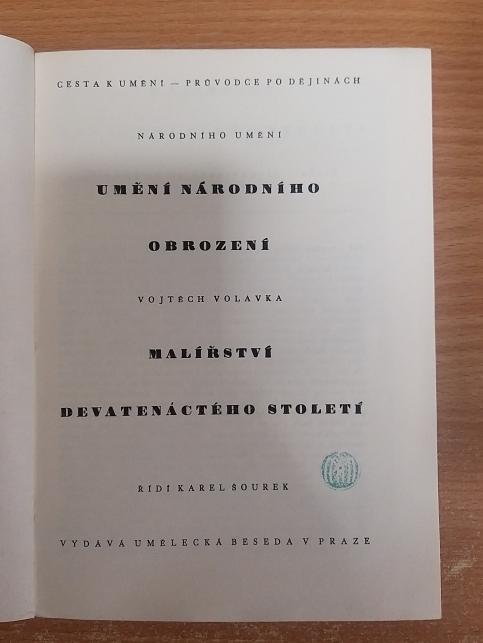 CESTA K UMĚNÍ — PRŮVODCE PO DĚJINÁCH
NÁRODNÍHO UMĚNÍ
UMĚNÍ NÁRODNÍHO
OBROZENÍ
VOJTĚCH VOLAVKA
MALÍŘSTVÍ
DEVATENÁCTÉHO STOLETÍ
ŘÍDÍ KAREL ŠOUREK
VYDÁVÁ UMĚLECKÁ BESEDA V PRAZE